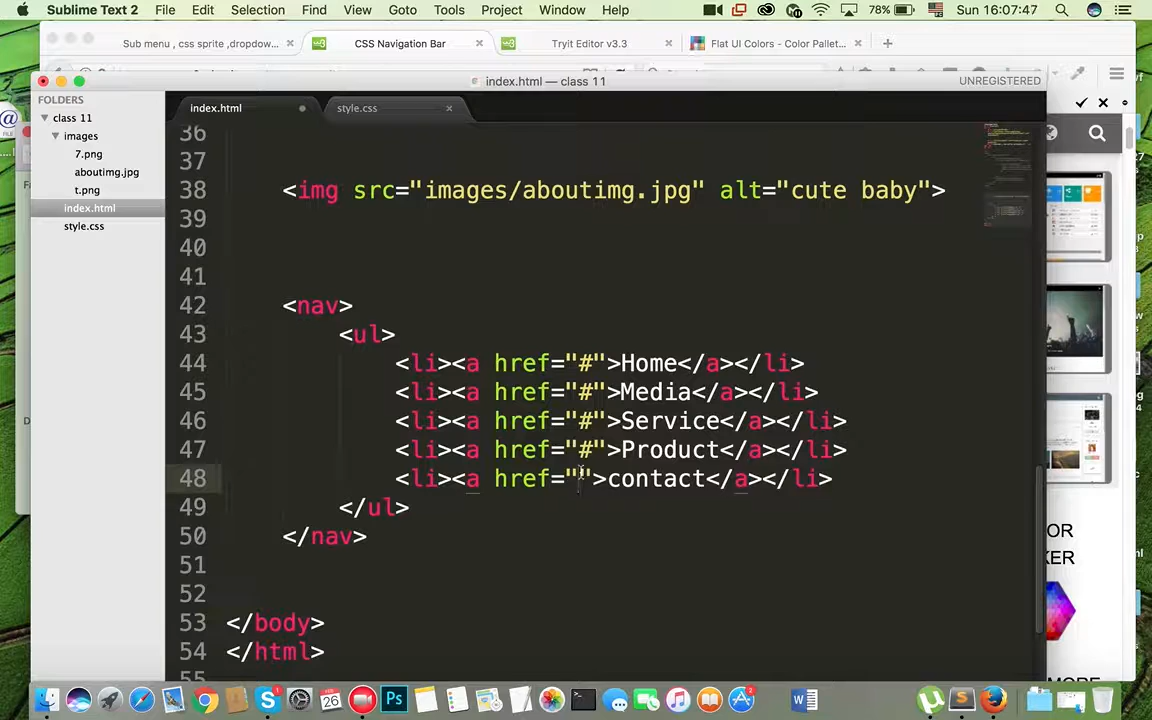 Sublime Text 2 File Edit Selection Find View Goto Tools Project Window Help 78% Sun 16:07:47
Sub menu , css sprite ,dropdow... × CSS Navigation Bar × Tryit Editor v3.3 × Flat UI Colors - Color Pallet... × +
index.html — class 11 UNREGISTERED
FOLDERS
class 11
images
7.png
aboutimg.jpg
t.png
index.html
style.css
index.html style.css ×
36
37
38 <img src="images/aboutimg.jpg" alt="cute baby">
39
40
41
42 <nav>
43 <ul>
44 <li><a href="#">Home</a></li>
45 <li><a href="#">Media</a></li>
46 <li><a href="#">Service</a></li>
47 <li><a href="#">Product</a></li>
48 <li><a href="">contact</a></li>
49 </ul>
50 </nav>
51
52
53 </body>
54 </html>
55
OR
KER
26
Ps